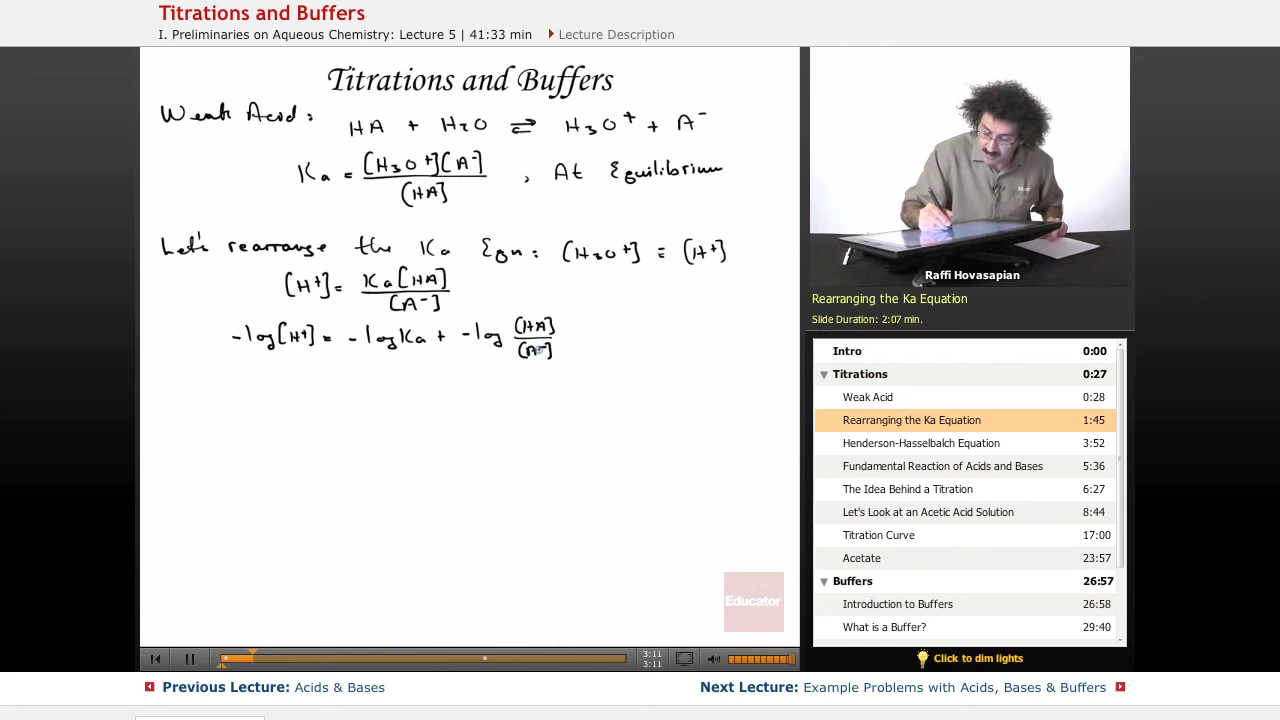 Titrations and Buffers
I. Preliminaries on Aqueous Chemistry: Lecture 5 | 41:33 min Lecture Description
Titrations and Buffers
Weak Acid: HA + H2O ⇌ H3O+ + A-
Ka = [H3O+][A-] / [HA] , At Equilibrium
Let's rearrange the Ka Eqn: [H3O+] ≡ [H+]
[H+] = Ka[HA] / [A-]
-log[H+] = -logKa + -log [HA] / [A-]
Educator
3:11
3:11
Raffi Hovasapian
Rearranging the Ka Equation
Slide Duration: 2:07 min.
Intro 0:00
Titrations 0:27
Weak Acid 0:28
Rearranging the Ka Equation 1:45
Henderson-Hasselbalch Equation 3:52
Fundamental Reaction of Acids and Bases 5:36
The Idea Behind a Titration 6:27
Let's Look at an Acetic Acid Solution 8:44
Titration Curve 17:00
Acetate 23:57
Buffers 26:57
Introduction to Buffers 26:58
What is a Buffer? 29:40
Click to dim lights
Previous Lecture: Acids & Bases
Next Lecture: Example Problems with Acids, Bases & Buffers